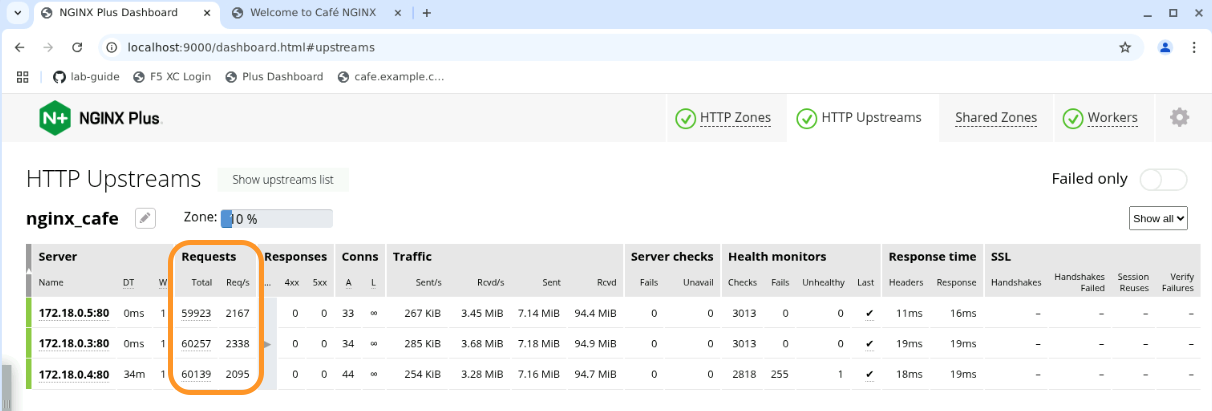 NGINX Plus Dashboard
Welcome to Café NGINX
localhost:9000/dashboard.html#upstreams
lab-guide F5 XC Login Plus Dashboard cafe.example.c...
N+ NGINX Plus HTTP Zones HTTP Upstreams Shared Zones Workers
HTTP Upstreams Show upstreams list Failed only
nginx_cafe Zone: 10 % Show all
Server Requests Responses Conns Traffic Server checks Health monitors Response time SSL
Name DT W Total Req/s ... 4xx 5xx A L Sent/s Rcvd/s Sent Rcvd Fails Unavail Checks Fails Unhealthy Last Headers Response Handshakes Handshakes Failed Session Reuses Verify Failures
172.18.0.5:80 0ms 1 59923 2167 0 0 33 ∞ 267 KiB 3.45 MiB 7.14 MiB 94.4 MiB 0 0 3013 0 0 ✔ 11ms 16ms – – – –
172.18.0.3:80 0ms 1 60257 2338 0 0 34 ∞ 285 KiB 3.68 MiB 7.18 MiB 94.9 MiB 0 0 3013 0 0 ✔ 19ms 19ms – – – –
172.18.0.4:80 34m 1 60139 2095 0 0 44 ∞ 254 KiB 3.28 MiB 7.16 MiB 94.7 MiB 0 0 2818 255 1 ✔ 18ms 19ms – – – –